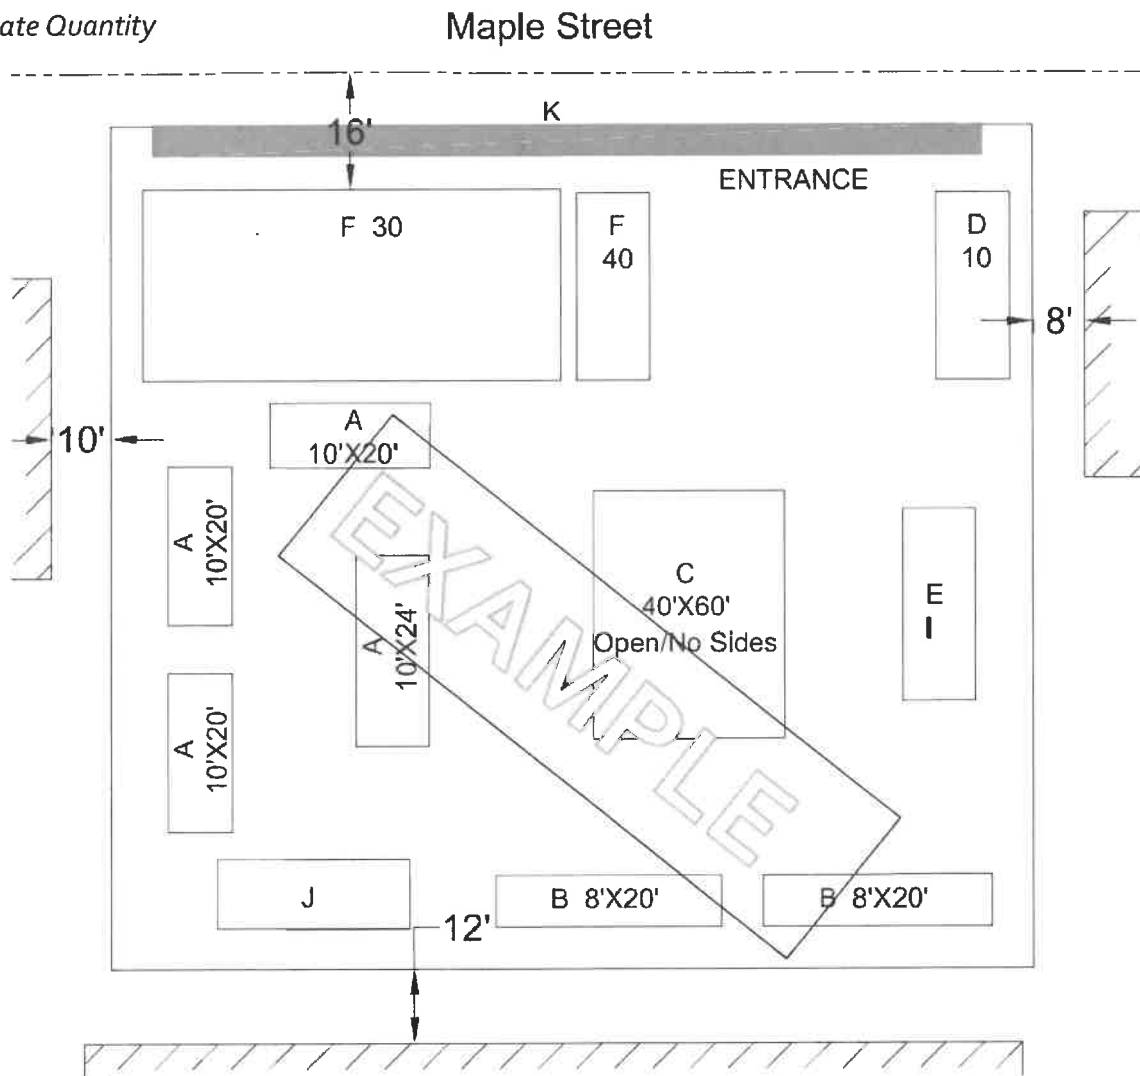 ate Quantity
Maple Street
K
16'
ENTRANCE
F 30
F
40
D
10
8'
10'
A
10'X20'
A
10'X20'
A
10'X24'
C
40'X60'
Open/No Sides
E
I
A
10'X20'
EXAMPLE
J
B 8'X20'
B 8'X20'
12'